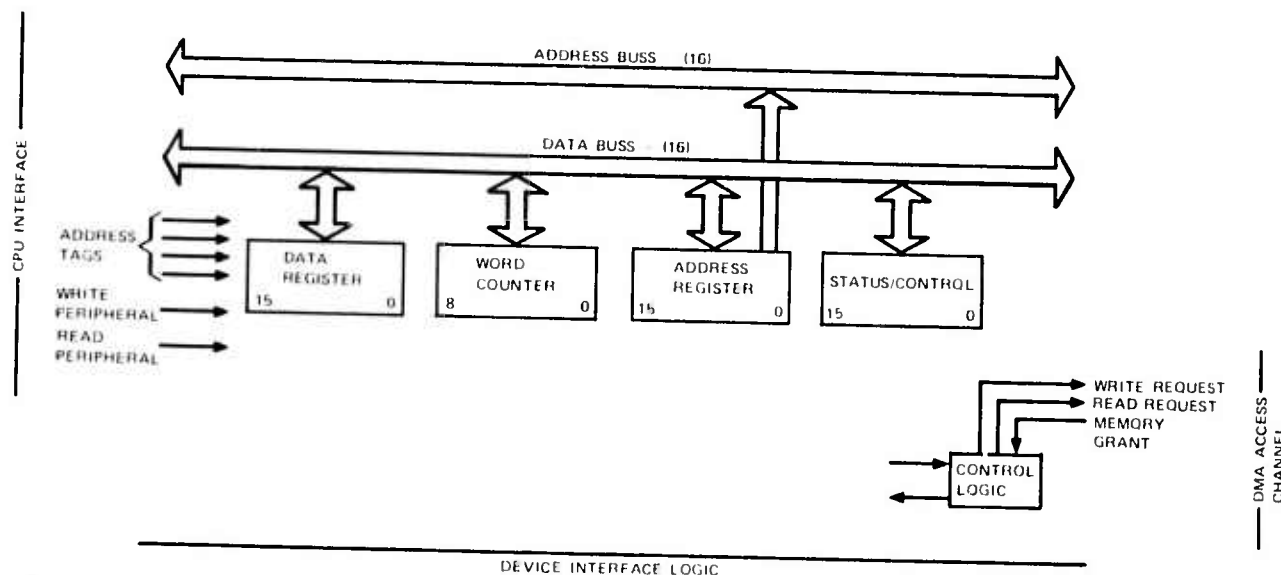 ADDRESS BUSS - (16)
DATA BUSS - (16)
CPU INTERFACE
ADDRESS
TAGS
WRITE
PERIPHERAL
READ
PERIPHERAL
DATA
REGISTER
15 0
WORD
COUNTER
8 0
ADDRESS
REGISTER
15 0
STATUS/CONTROL
15 0
WRITE REQUEST
READ REQUEST
MEMORY
GRANT
CONTROL
LOGIC
DMA ACCESS
CHANNEL
DEVICE INTERFACE LOGIC